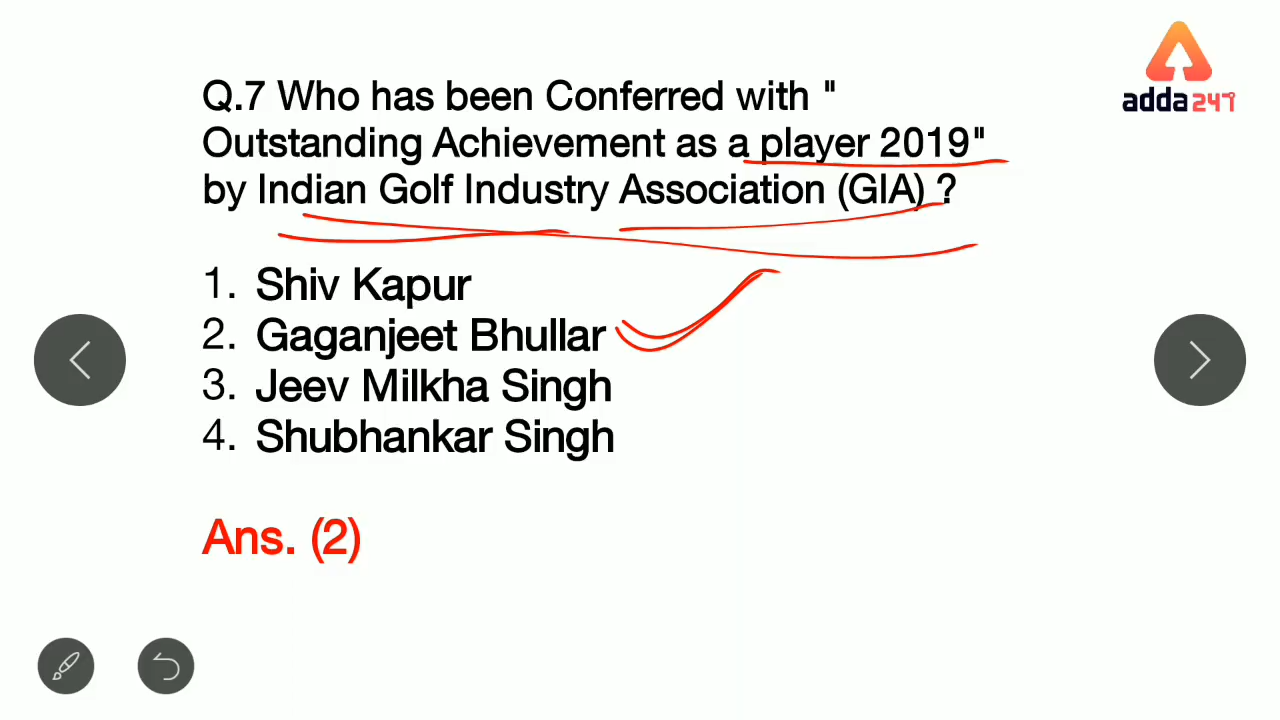 adda247
Q.7 Who has been Conferred with "
Outstanding Achievement as a player 2019"
by Indian Golf Industry Association (GIA) ?
1. Shiv Kapur
2. Gaganjeet Bhullar
3. Jeev Milkha Singh
4. Shubhankar Singh
Ans. (2)